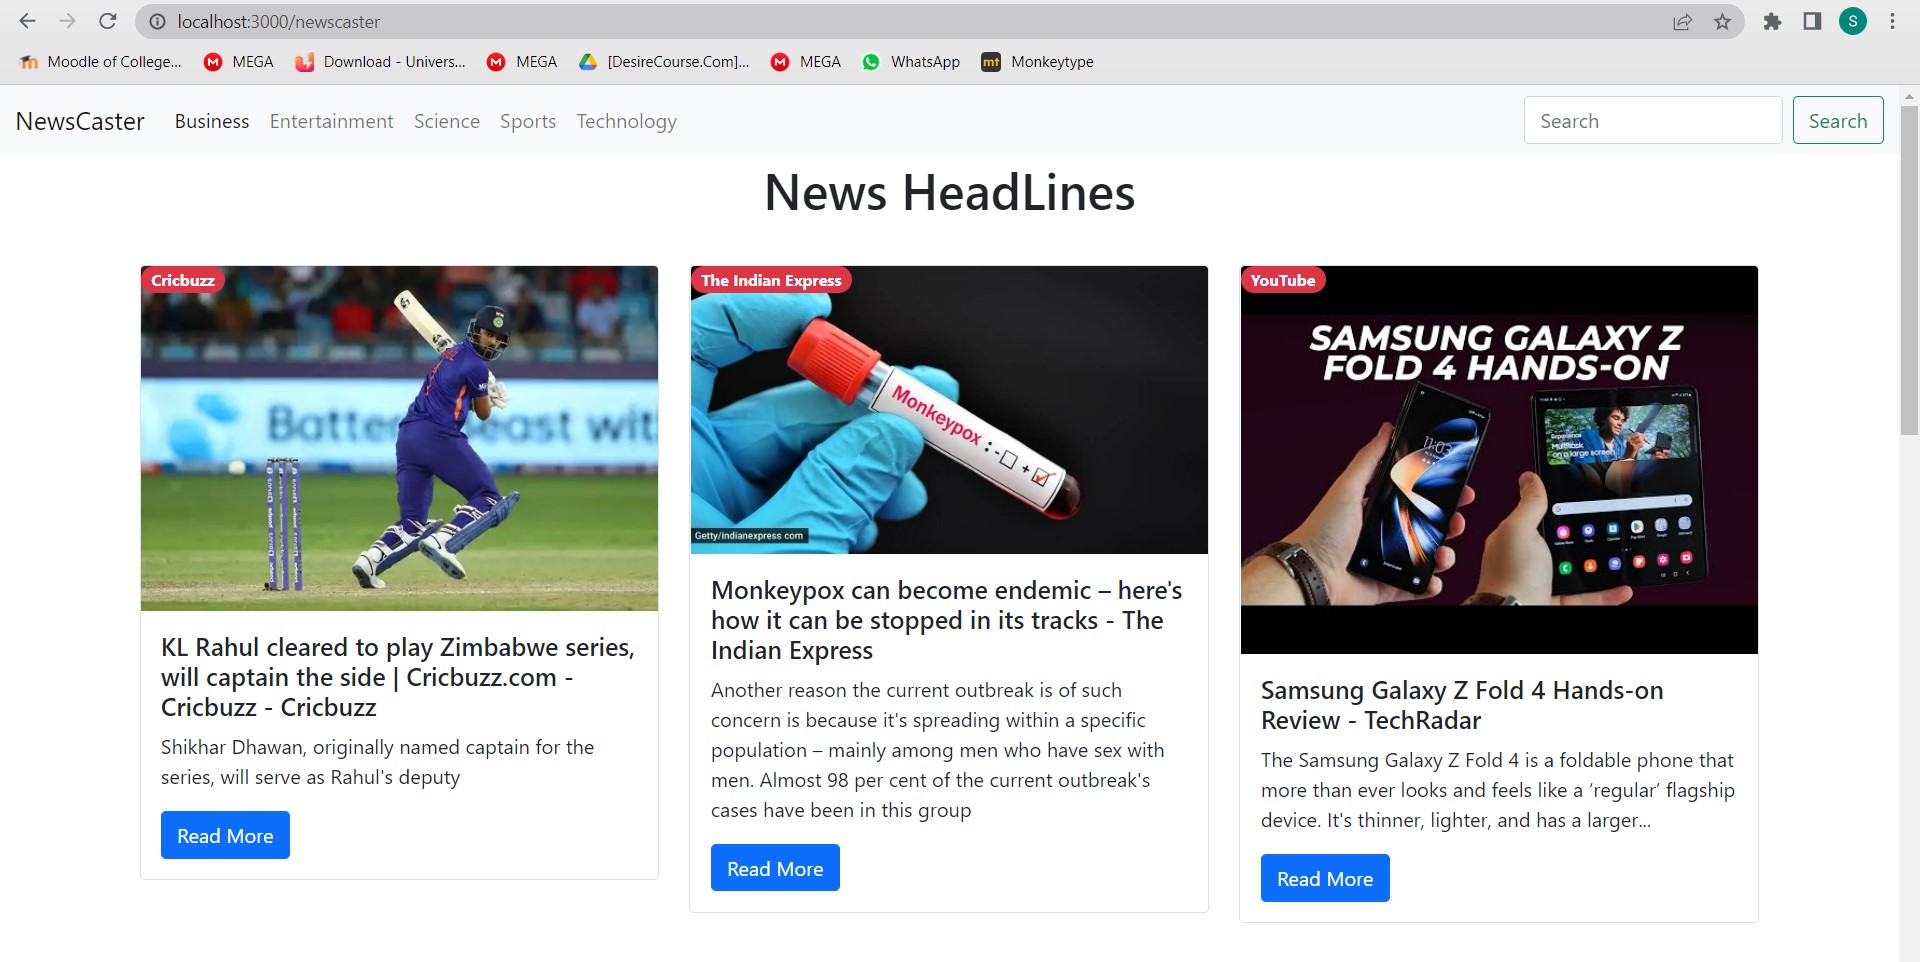 localhost:3000/newscaster
S
Moodle of College...
MEGA
Download - Univers...
MEGA
[DesireCourse.Com]...
MEGA
WhatsApp
mt
Monkeytype
NewsCaster
Business
Entertainment
Science
Sports
Technology
Search
Search
News HeadLines
Cricbuzz
KL Rahul cleared to play Zimbabwe series,
will captain the side | Cricbuzz.com -
Cricbuzz - Cricbuzz
Shikhar Dhawan, originally named captain for the
series, will serve as Rahul's deputy
Read More
The Indian Express
Monkeypox : - +
Getty/indianexpress com
Monkeypox can become endemic – here's
how it can be stopped in its tracks - The
Indian Express
Another reason the current outbreak is of such
concern is because it's spreading within a specific
population – mainly among men who have sex with
men. Almost 98 per cent of the current outbreak's
cases have been in this group
Read More
YouTube
SAMSUNG GALAXY Z
FOLD 4 HANDS-ON
11:03
Experience
Multitask
on a large screen
Samsung Galaxy Z Fold 4 Hands-on
Review - TechRadar
The Samsung Galaxy Z Fold 4 is a foldable phone that
more than ever looks and feels like a ‘regular’ flagship
device. It's thinner, lighter, and has a larger...
Read More